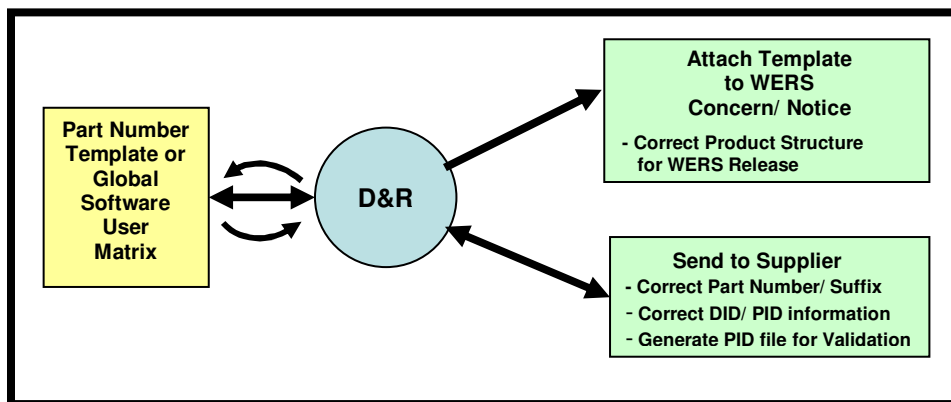 Part Number
Template or
Global
Software
User
Matrix
D&R
Attach Template
to WERS
Concern/ Notice
- Correct Product Structure
for WERS Release
Send to Supplier
- Correct Part Number/ Suffix
- Correct DID/ PID information
- Generate PID file for Validation